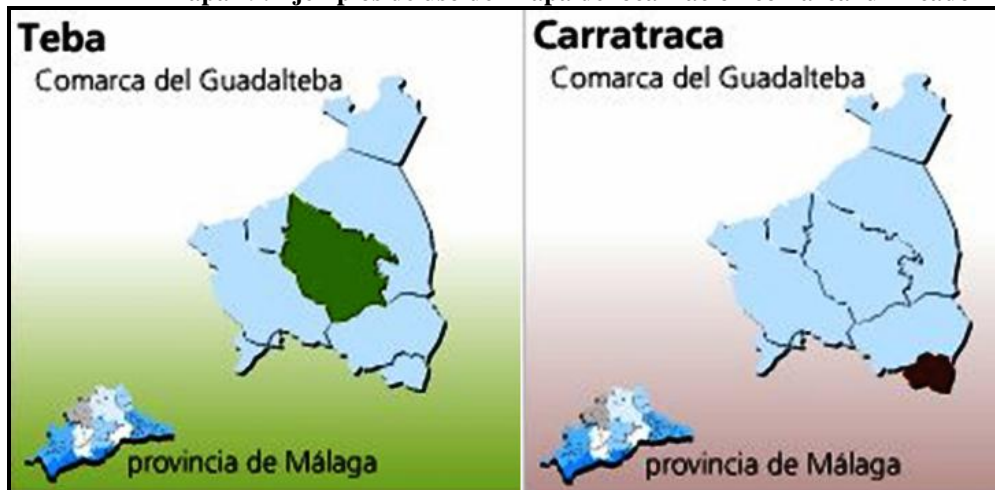 Teba
Comarca del Guadalteba
provincia de Málaga
Carratraca
Comarca del Guadalteba
provincia de Málaga